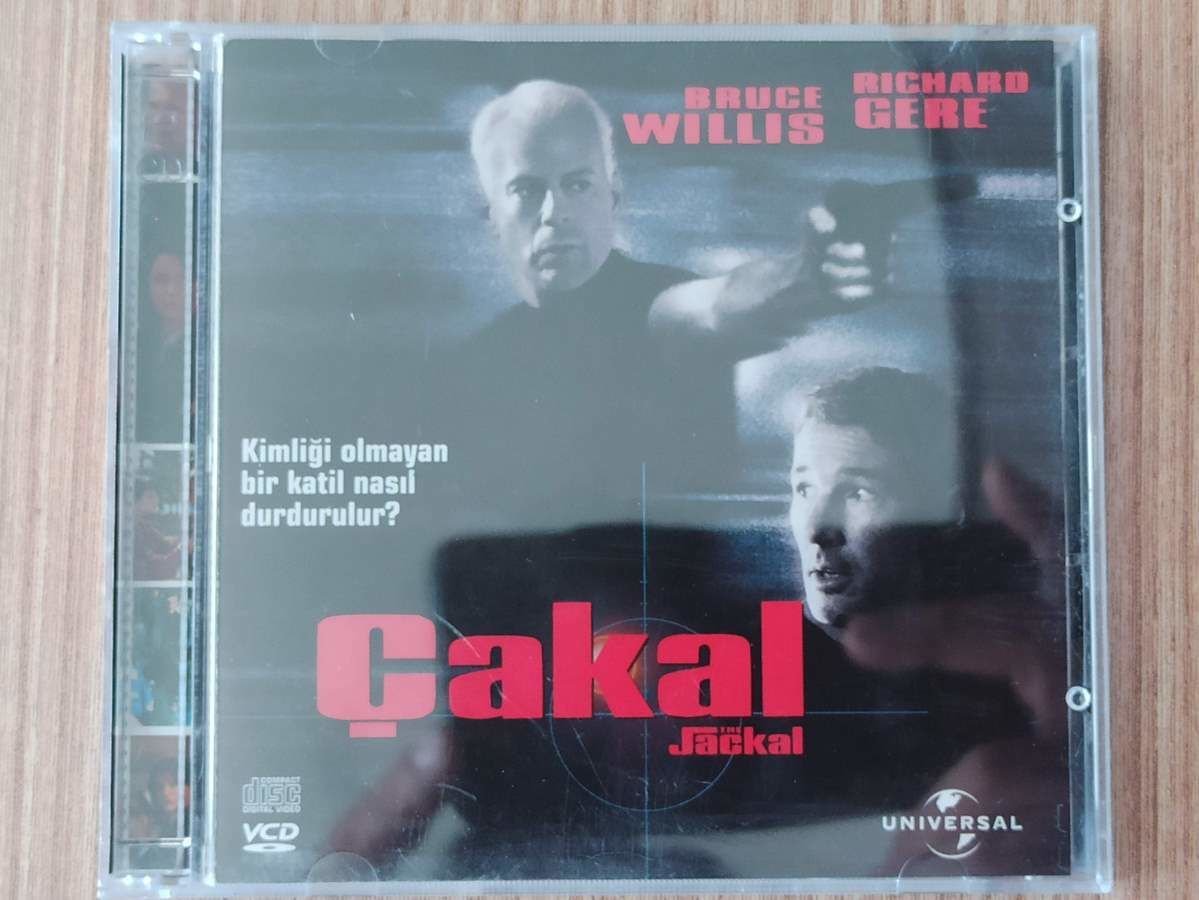 BRUCE
WILLIS
RICHARD
GERE
Kimliği olmayan
bir katil nasıl
durdurulur?
Çakal
THE
Jackal
COMPACT
disc
DIGITAL VIDEO
VCD
UNIVERSAL